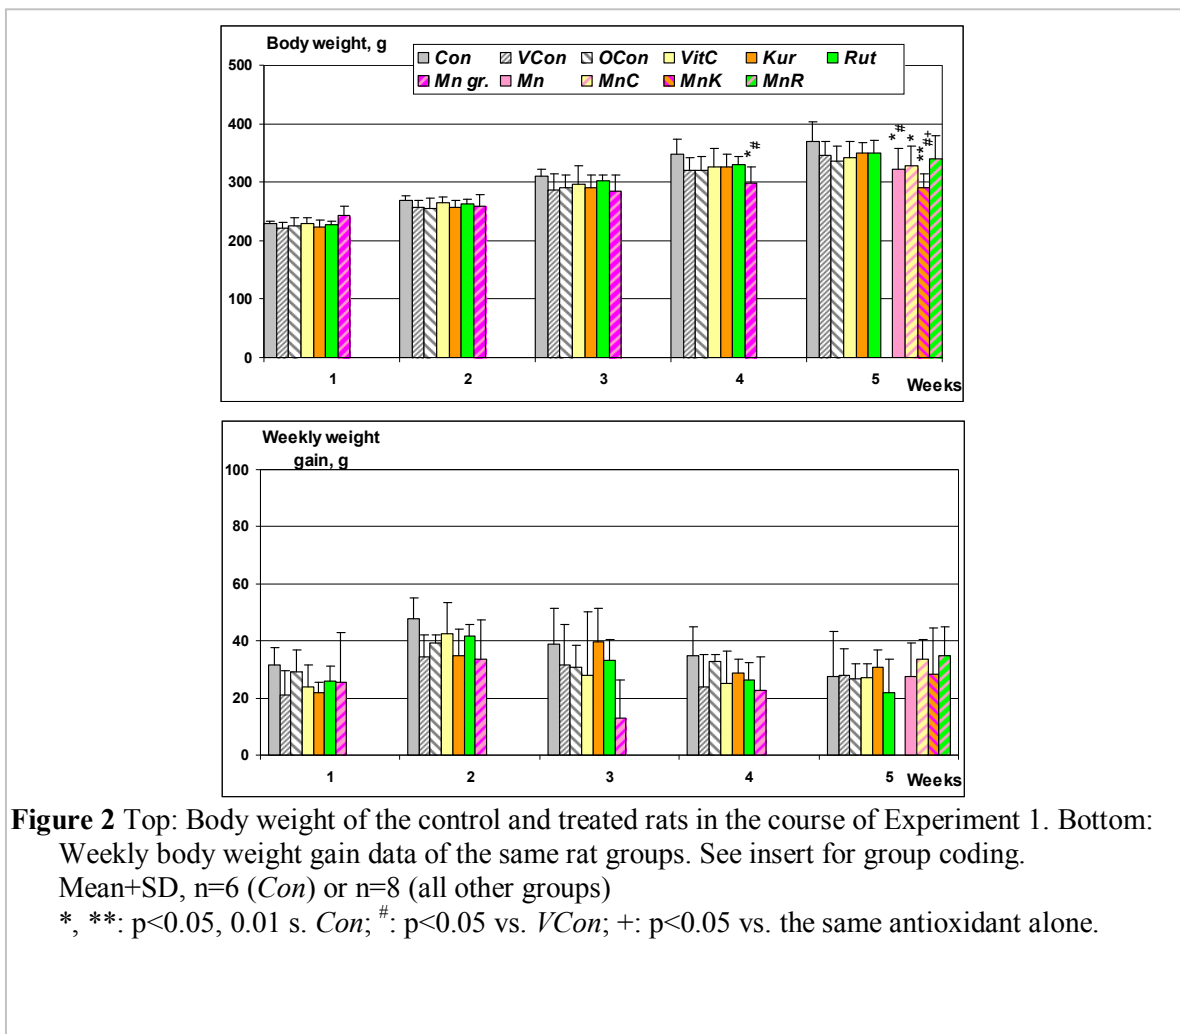 Body weight, g
Con VCon OCon VitC Kur Rut
Mn gr. Mn MnC MnK MnR
500
400
300
200
100
0
*#
*# * ** #+
1 2 3 4 5 Weeks
Weekly weight
gain, g
100
80
60
40
20
0
1 2 3 4 5 Weeks
Figure 2 Top: Body weight of the control and treated rats in the course of Experiment 1. Bottom:
Weekly body weight gain data of the same rat groups. See insert for group coding.
Mean+SD, n=6 (Con) or n=8 (all other groups)
*, **: p<0.05, 0.01 s. Con; #: p<0.05 vs. VCon; +: p<0.05 vs. the same antioxidant alone.